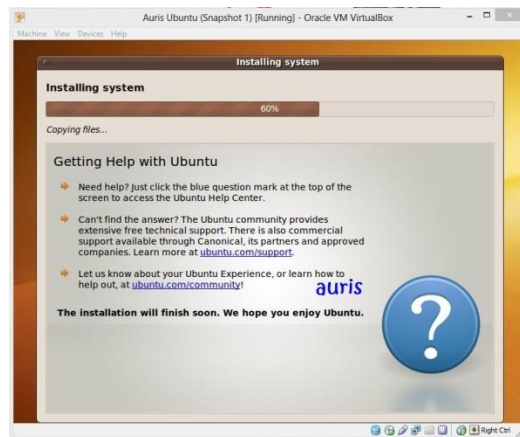 Auris Ubuntu (Snapshot 1) [Running] - Oracle VM VirtualBox
Machine View Devices Help
Installing system
Installing system
60%
Copying files...
Getting Help with Ubuntu
Need help? Just click the blue question mark at the top of the
screen to access the Ubuntu Help Center.
Can't find the answer? The Ubuntu community provides
extensive free technical support. There is also commercial
support available through Canonical, its partners and approved
companies. Learn more at ubuntu.com/support.
Let us know about your Ubuntu Experience, or learn how to
help out, at ubuntu.com/community!
auris
The installation will finish soon. We hope you enjoy Ubuntu.
?
Right Ctrl